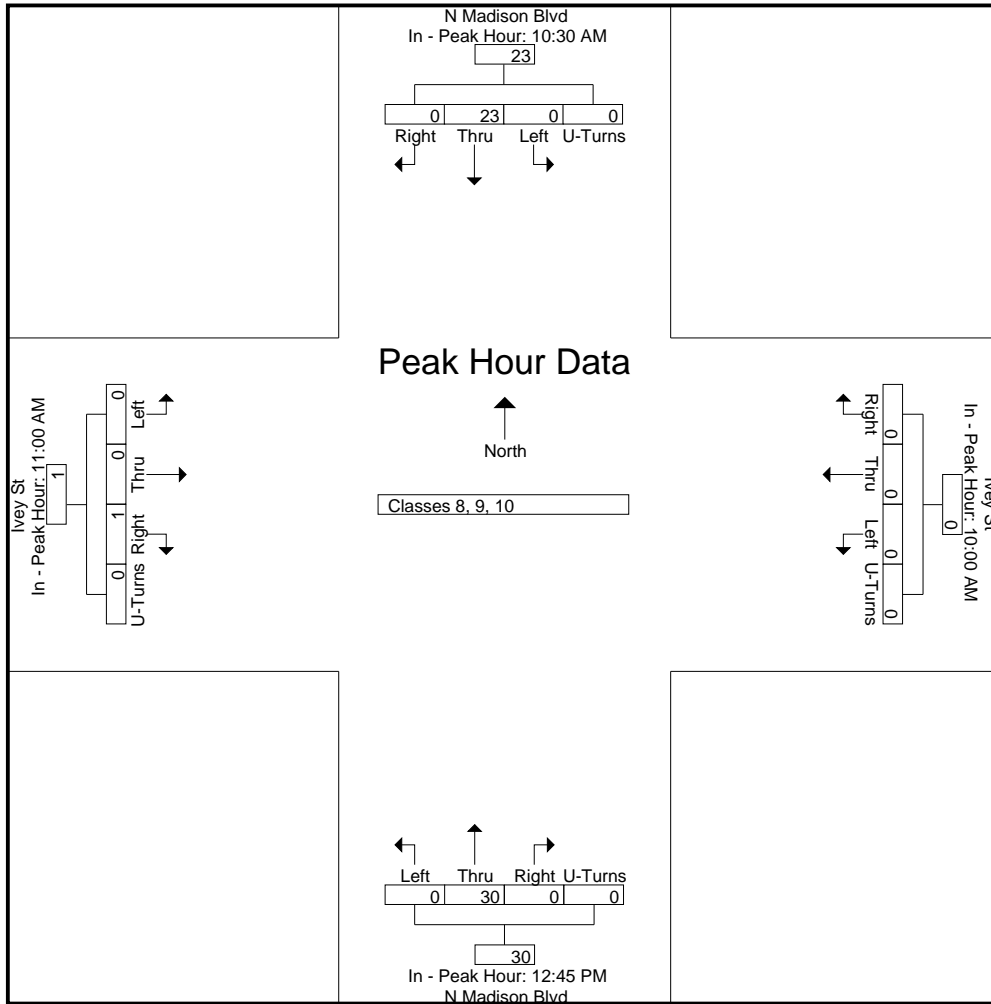 N Madison Blvd
In - Peak Hour: 10:30 AM
23
0 23 0 0
Right Thru Left U-Turns
Peak Hour Data
North
Classes 8, 9, 10
Ivey St
In - Peak Hour: 11:00 AM
1
0 0 1 0
Left Thru Right U-Turns
Right Thru Left U-Turns
0 0 0 0
0
In - Peak Hour: 10:00 AM
Ivey St
Left Thru Right U-Turns
0 30 0 0
30
In - Peak Hour: 12:45 PM
N Madison Blvd